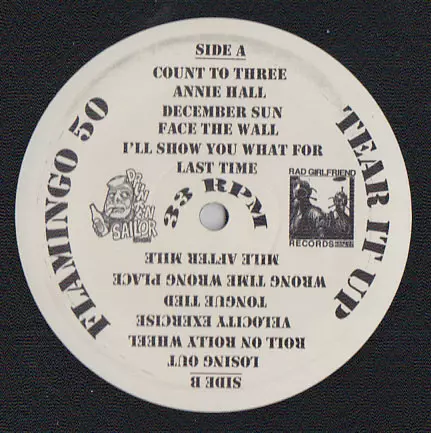 SIDE A
COUNT TO THREE
ANNIE HALL
DECEMBER SUN
FACE THE WALL
I'LL SHOW YOU WHAT FOR
LAST TIME
FLAMINGO 50
TEAR IT UP
33 RPM
DRUNKEN
SAILOR
RAD GIRLFRIEND
RECORDS
SIDE B
LOSING OUT
ROLL ON ROLLY WHEEL
VELOCITY EXERCISE
TONGUE TIED
WRONG TIME WRONG PLACE
MILE AFTER MILE